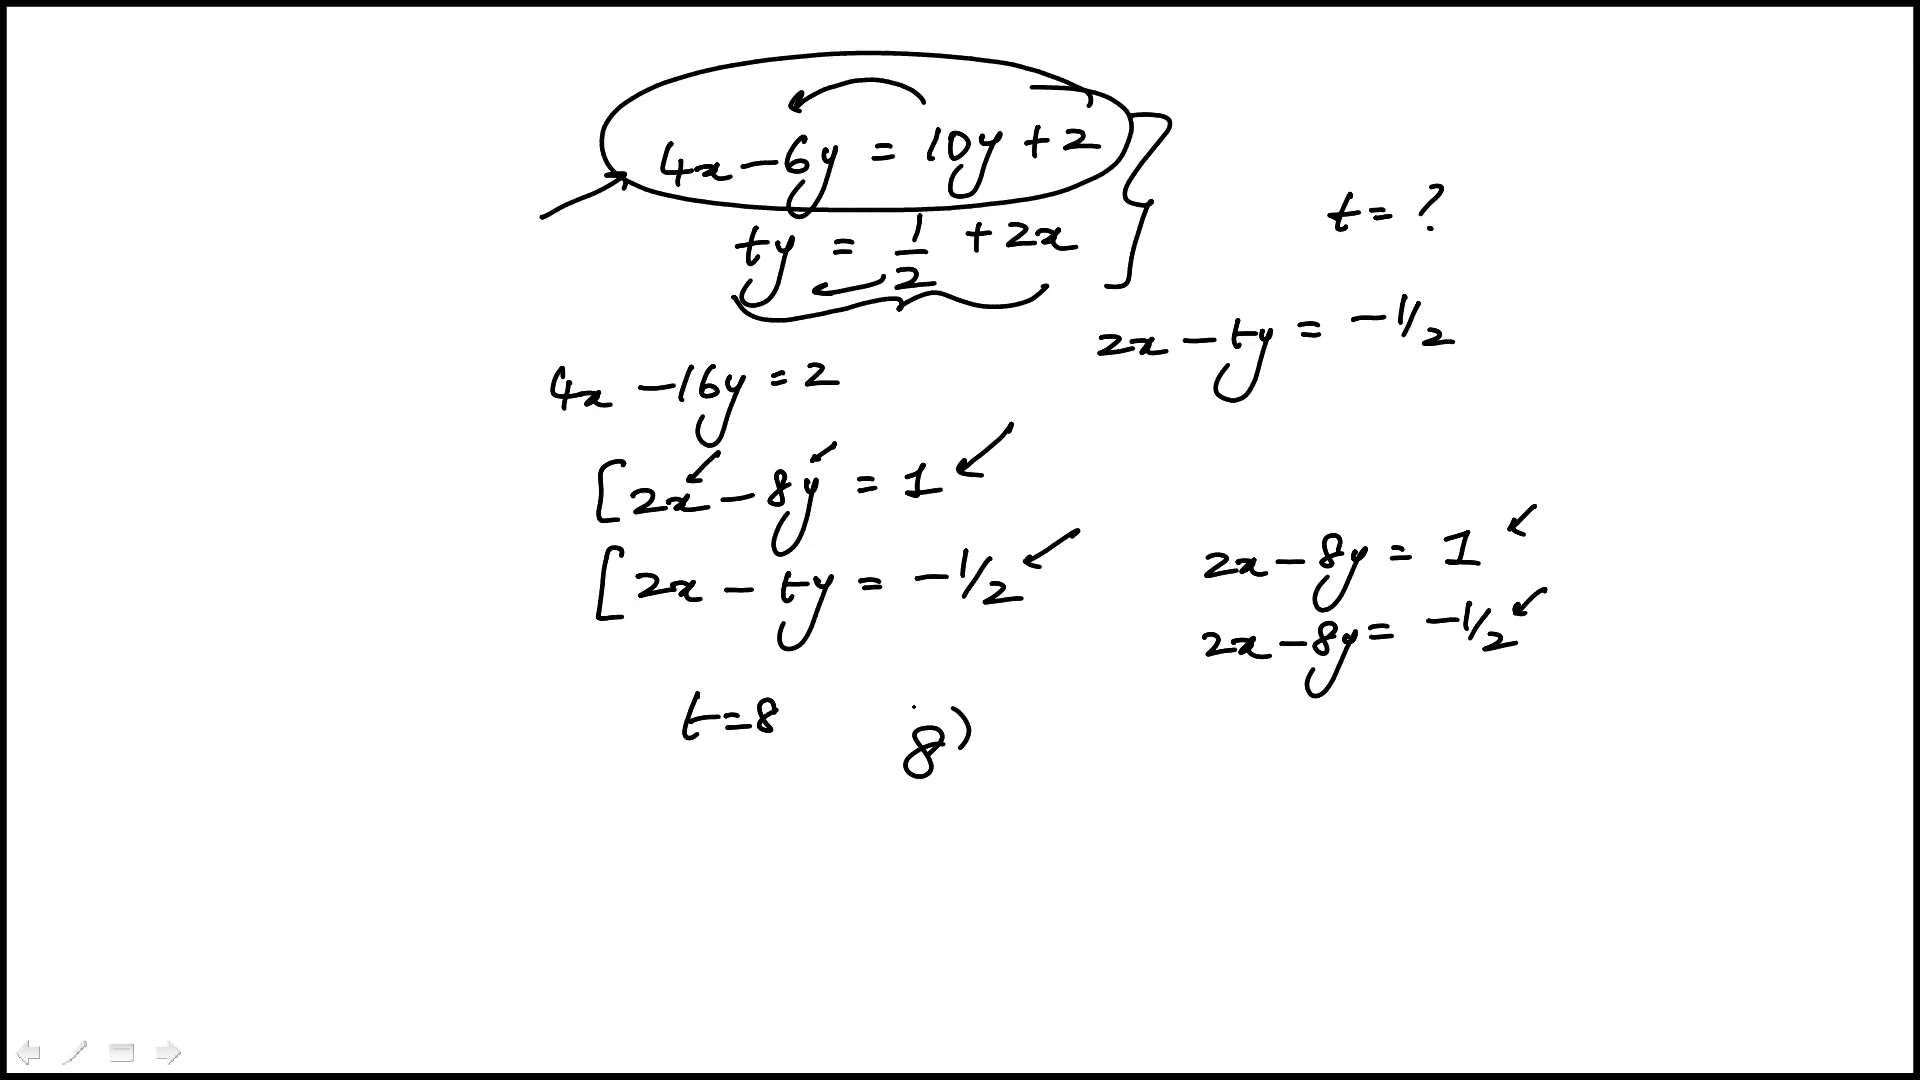 4x - 6y = 10y + 2
t = ?
ty = 1/2 + 2x
2x - ty = -1/2
4x - 16y = 2
[2x - 8y = 1
2x - 8y = 1
[2x - ty = -1/2
2x - 8y = -1/2
t = 8
8)